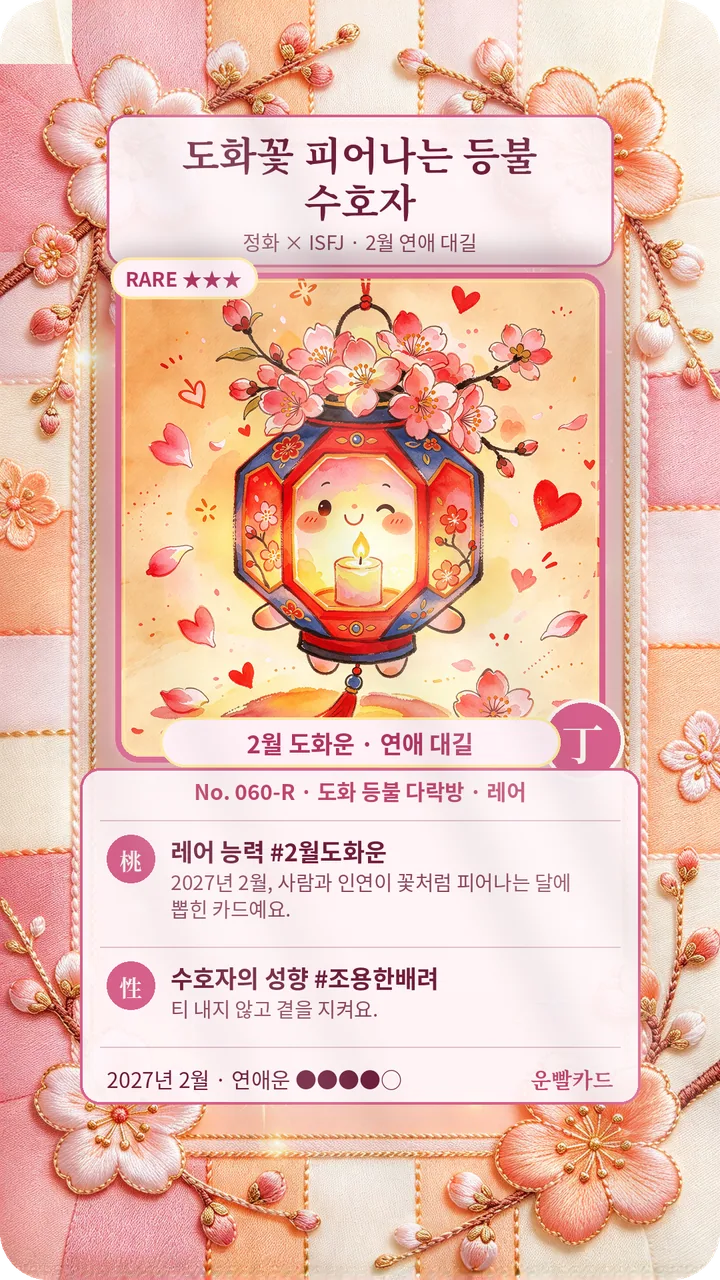 도화꽃 피어나는 등불
수호자
정화 × ISFJ · 2월 연애 대길
RARE ★★★
2월 도화운 · 연애 대길
丁
No. 060-R · 도화 등불 다락방 · 레어
桃
레어 능력 #2월도화운
2027년 2월, 사람과 인연이 꽃처럼 피어나는 달에
뽑힌 카드예요.
性
수호자의 성향 #조용한배려
티 내지 않고 곁을 지켜요.
2027년 2월 · 연애운 ●●●●○
운빨카드